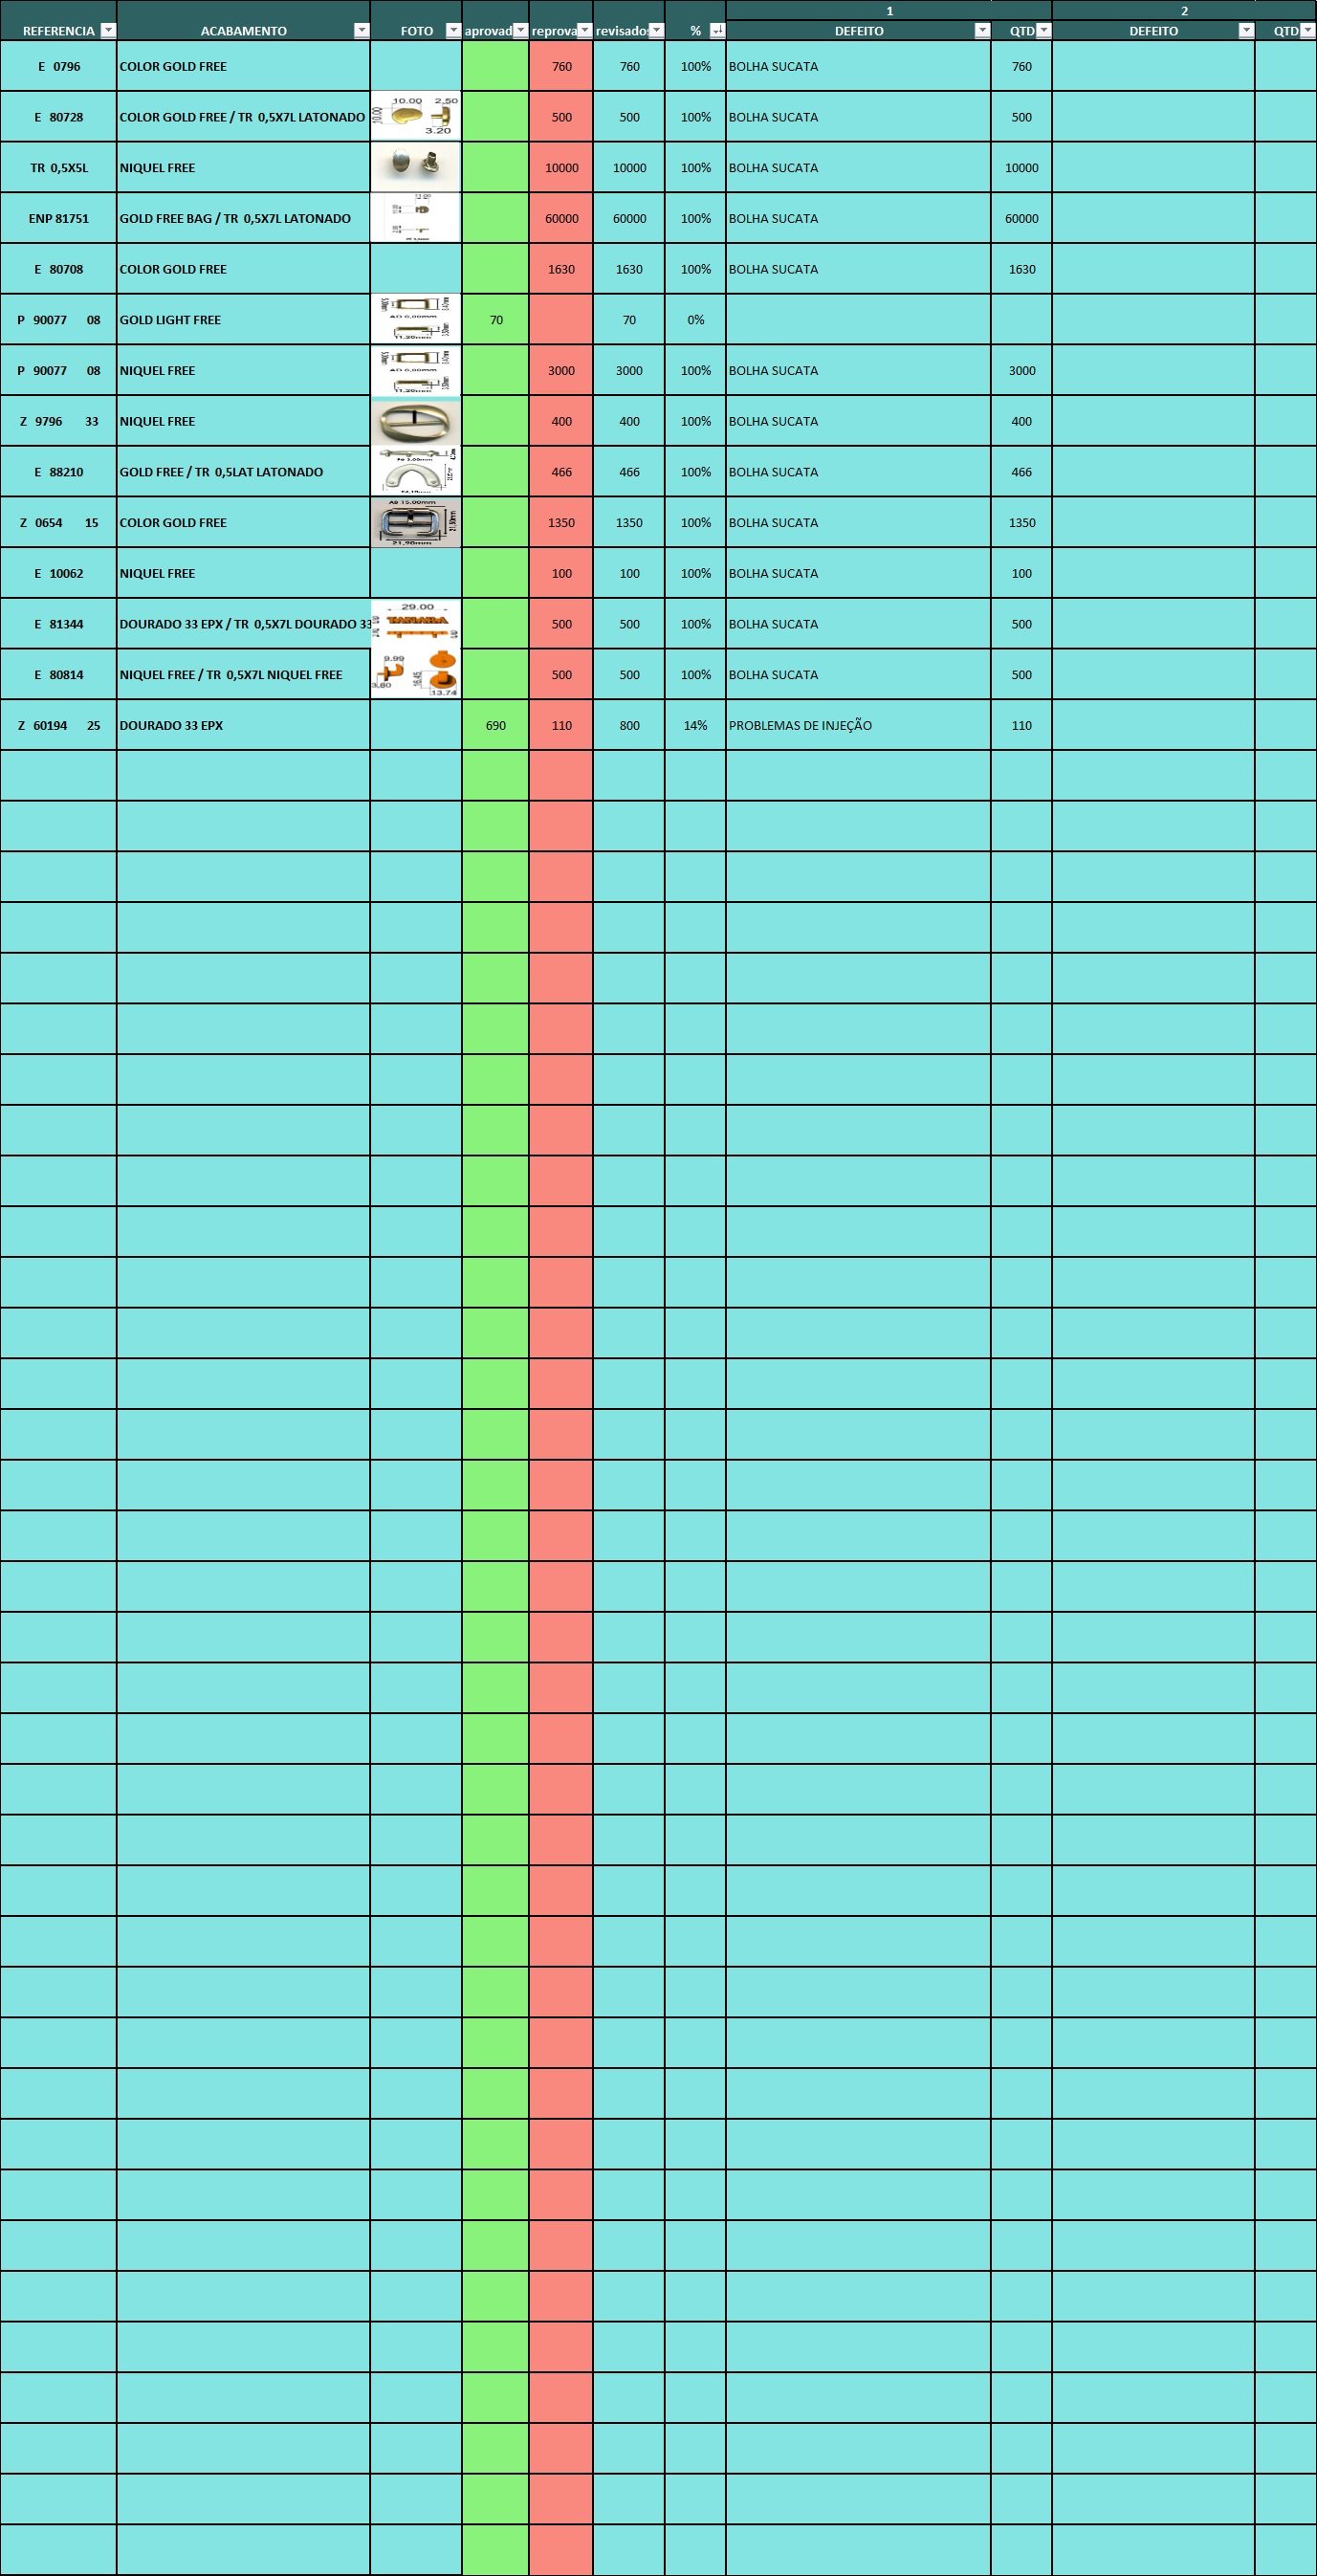 1 2
REFERENCIA ACABAMENTO FOTO aprovad reprova revisados % DEFEITO QTD DEFEITO QTD
E 0796 COLOR GOLD FREE 760 760 100% BOLHA SUCATA 760
E 80728 COLOR GOLD FREE / TR 0,5X7L LATONADO 10.00 2.50 10.00 3.20 500 500 100% BOLHA SUCATA 500
TR 0,5X5L NIQUEL FREE 10000 10000 100% BOLHA SUCATA 10000
ENP 81751 GOLD FREE BAG / TR 0,5X7L LATONADO 60000 60000 100% BOLHA SUCATA 60000
E 80708 COLOR GOLD FREE 1630 1630 100% BOLHA SUCATA 1630
P 90077 08 GOLD LIGHT FREE 70 70 0%
P 90077 08 NIQUEL FREE 3000 3000 100% BOLHA SUCATA 3000
Z 9796 33 NIQUEL FREE 400 400 100% BOLHA SUCATA 400
E 88210 GOLD FREE / TR 0,5LAT LATONADO 466 466 100% BOLHA SUCATA 466
Z 0654 15 COLOR GOLD FREE AB 15.00mm 21.90mm 1350 1350 100% BOLHA SUCATA 1350
E 10062 NIQUEL FREE 100 100 100% BOLHA SUCATA 100
E 81344 DOURADO 33 EPX / TR 0,5X7L DOURADO 33 29.00 TANARA 500 500 100% BOLHA SUCATA 500
E 80814 NIQUEL FREE / TR 0,5X7L NIQUEL FREE 9.99 3.80 16.45 13.74 500 500 100% BOLHA SUCATA 500
Z 60194 25 DOURADO 33 EPX 690 110 800 14% PROBLEMAS DE INJEÇÃO 110